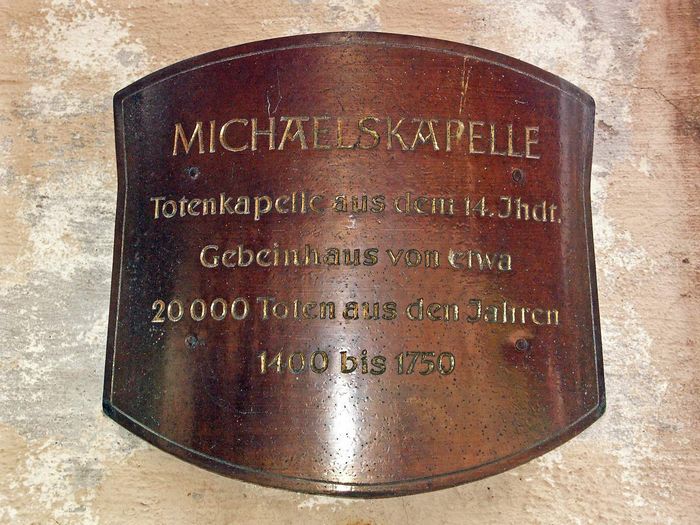 MICHAELSKAPELLE
Totenkapelle aus dem 14. Jhdt.
Gebeinhaus von etwa
20 000 Toten aus den Jahren
1400 bis 1750